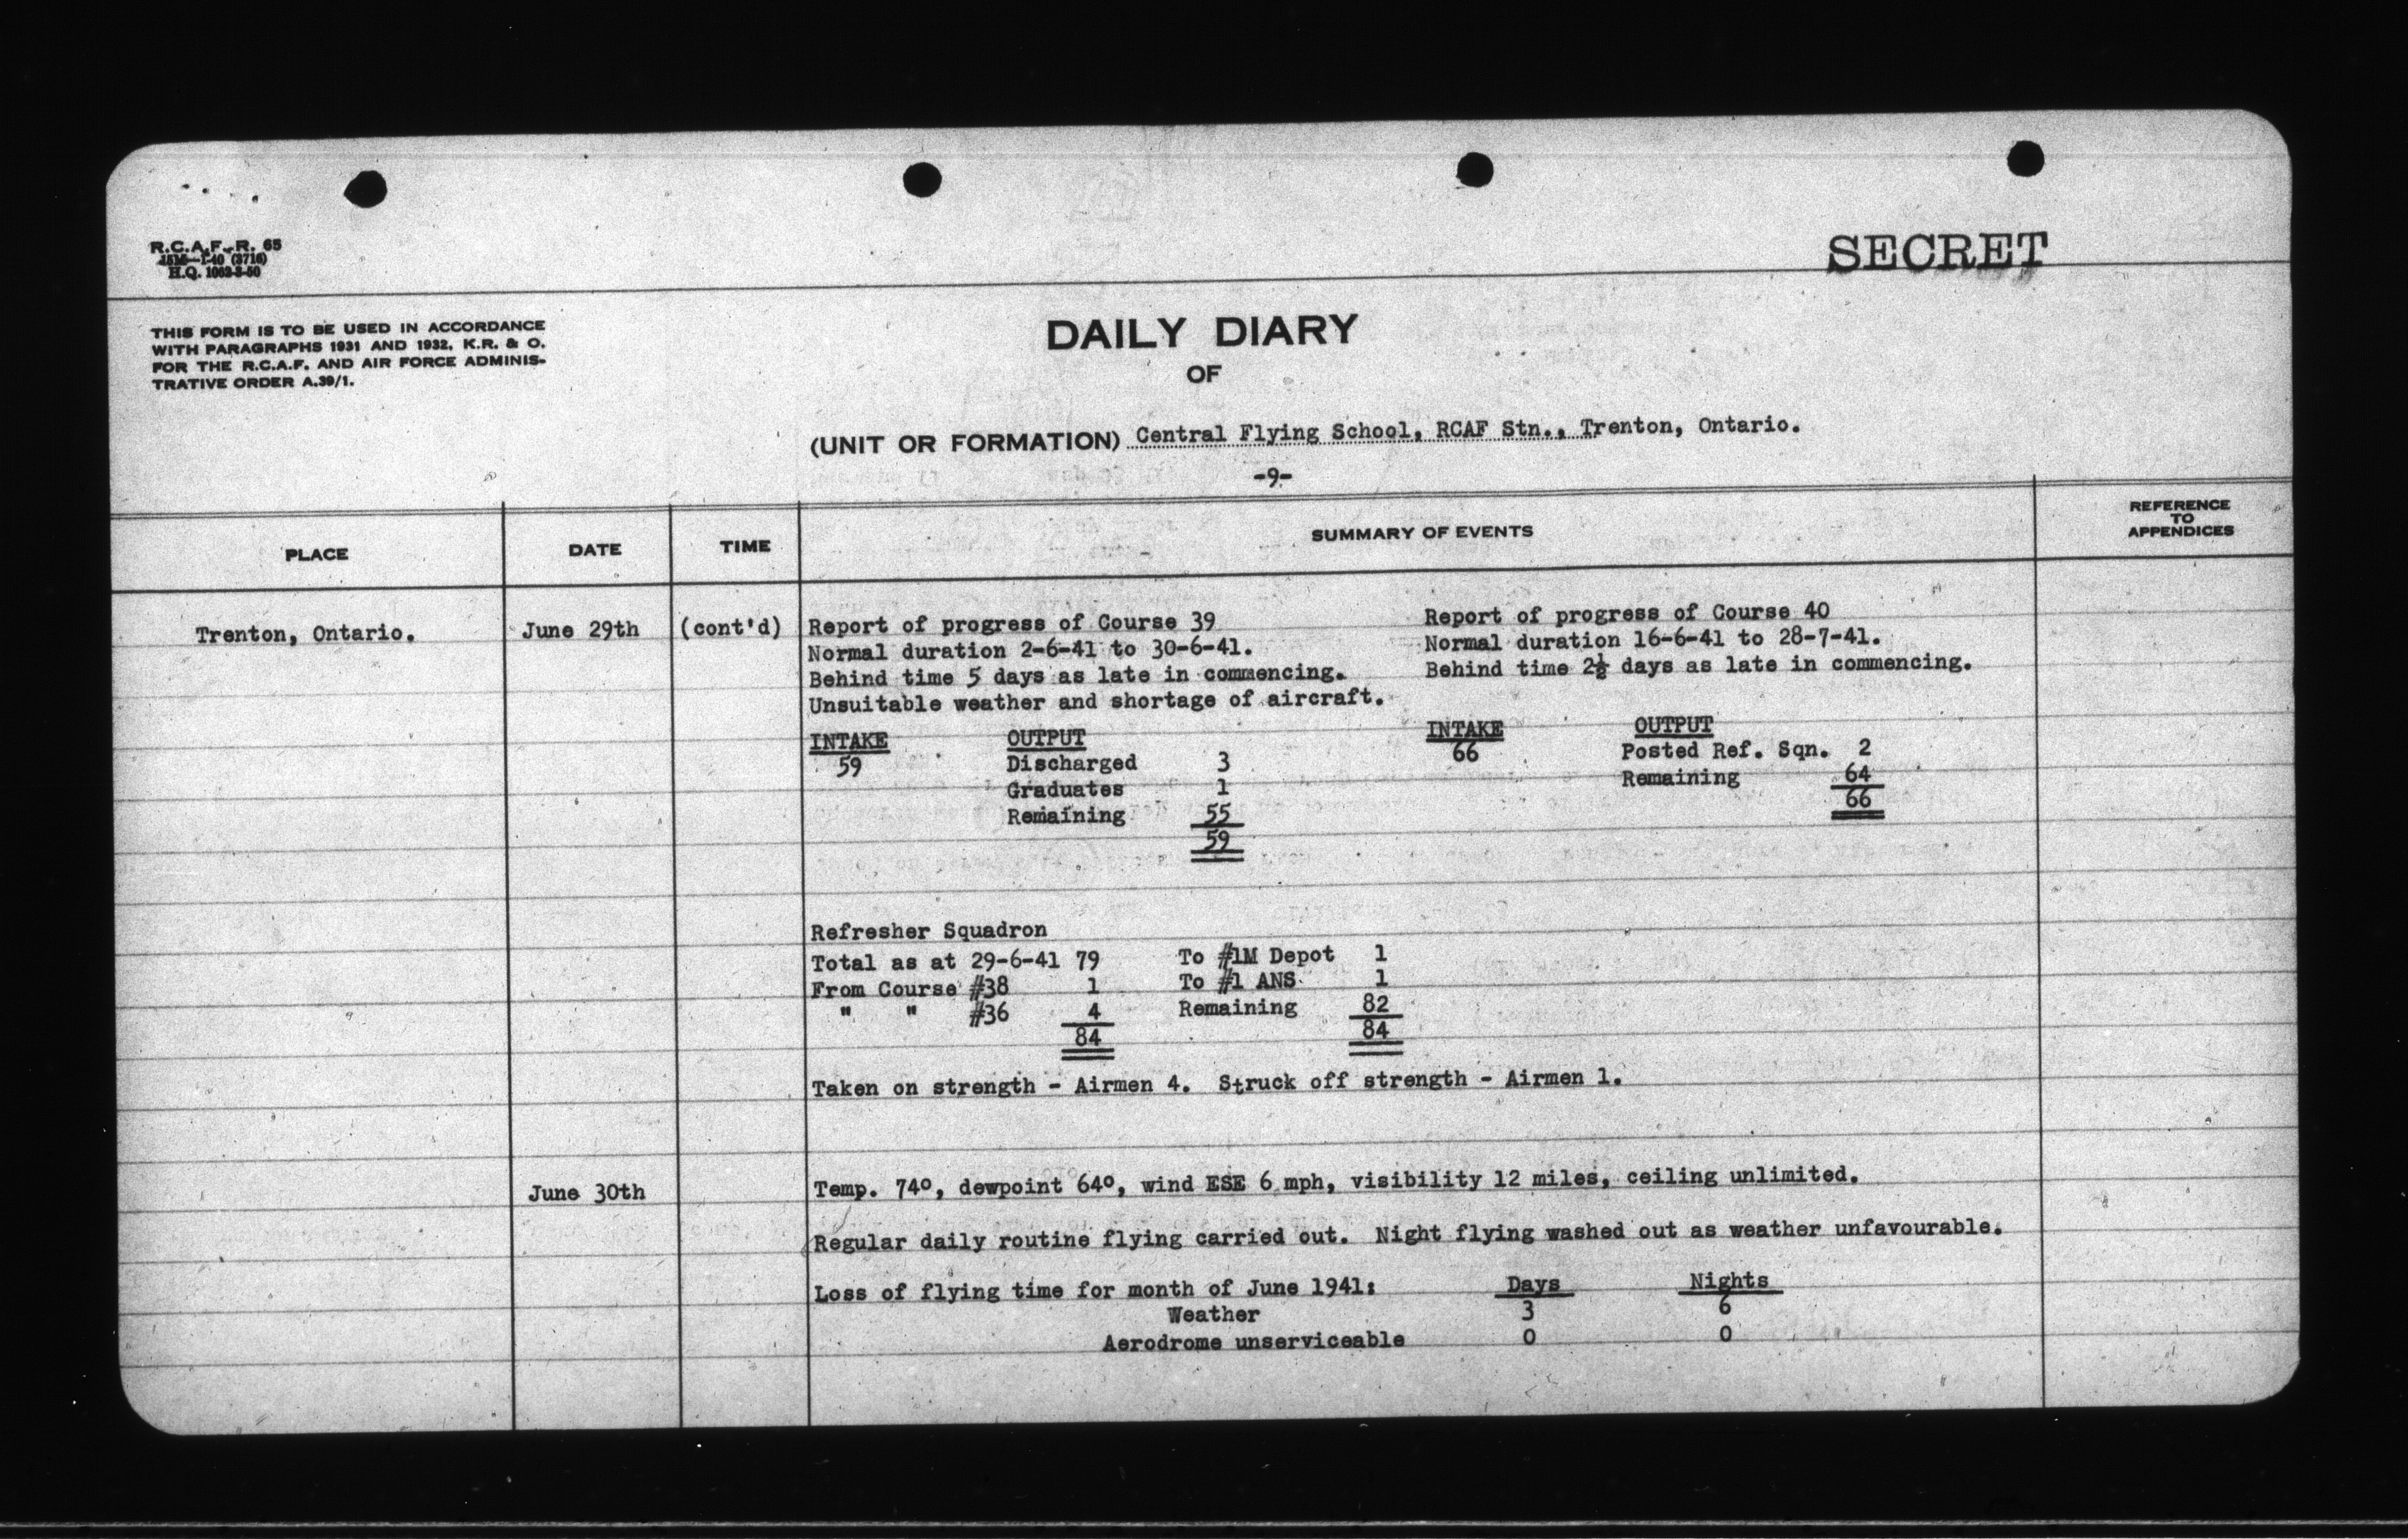 R.C.A.F. R. 65
15M—1-40 (3716)
H.Q. 1062-3-50
SECRET
THIS FORM IS TO BE USED IN ACCORDANCE
WITH PARAGRAPHS 1931 AND 1932, K.R. & O.
FOR THE R.C.A.F. AND AIR FORCE ADMINIS-
TRATIVE ORDER A.39/1.
DAILY DIARY
OF
(UNIT OR FORMATION) Central Flying School, RCAF Stn., Trenton, Ontario.
-9-
PLACE DATE TIME SUMMARY OF EVENTS REFERENCE TO APPENDICES
Trenton, Ontario. June 29th (cont'd) Report of progress of Course 39 Report of progress of Course 40
Normal duration 2-6-41 to 30-6-41. Normal duration 16-6-41 to 28-7-41.
Behind time 5 days as late in commencing. Behind time 2½ days as late in commencing.
Unsuitable weather and shortage of aircraft.
INTAKE OUTPUT INTAKE OUTPUT
59 Discharged 3 66 Posted Ref. Sqn. 2
Graduates 1 Remaining 64
Remaining 55 66
59
Refresher Squadron
Total as at 29-6-41 79 To #1M Depot 1
From Course #38 1 To #1 ANS 1
" " #36 4 Remaining 82
84 84
Taken on strength - Airmen 4. Struck off strength - Airmen 1.
June 30th Temp. 74°, dewpoint 64°, wind ESE 6 mph, visibility 12 miles, ceiling unlimited.
Regular daily routine flying carried out. Night flying washed out as weather unfavourable.
Loss of flying time for month of June 1941: Days Nights
Weather 3 6
Aerodrome unserviceable 0 0